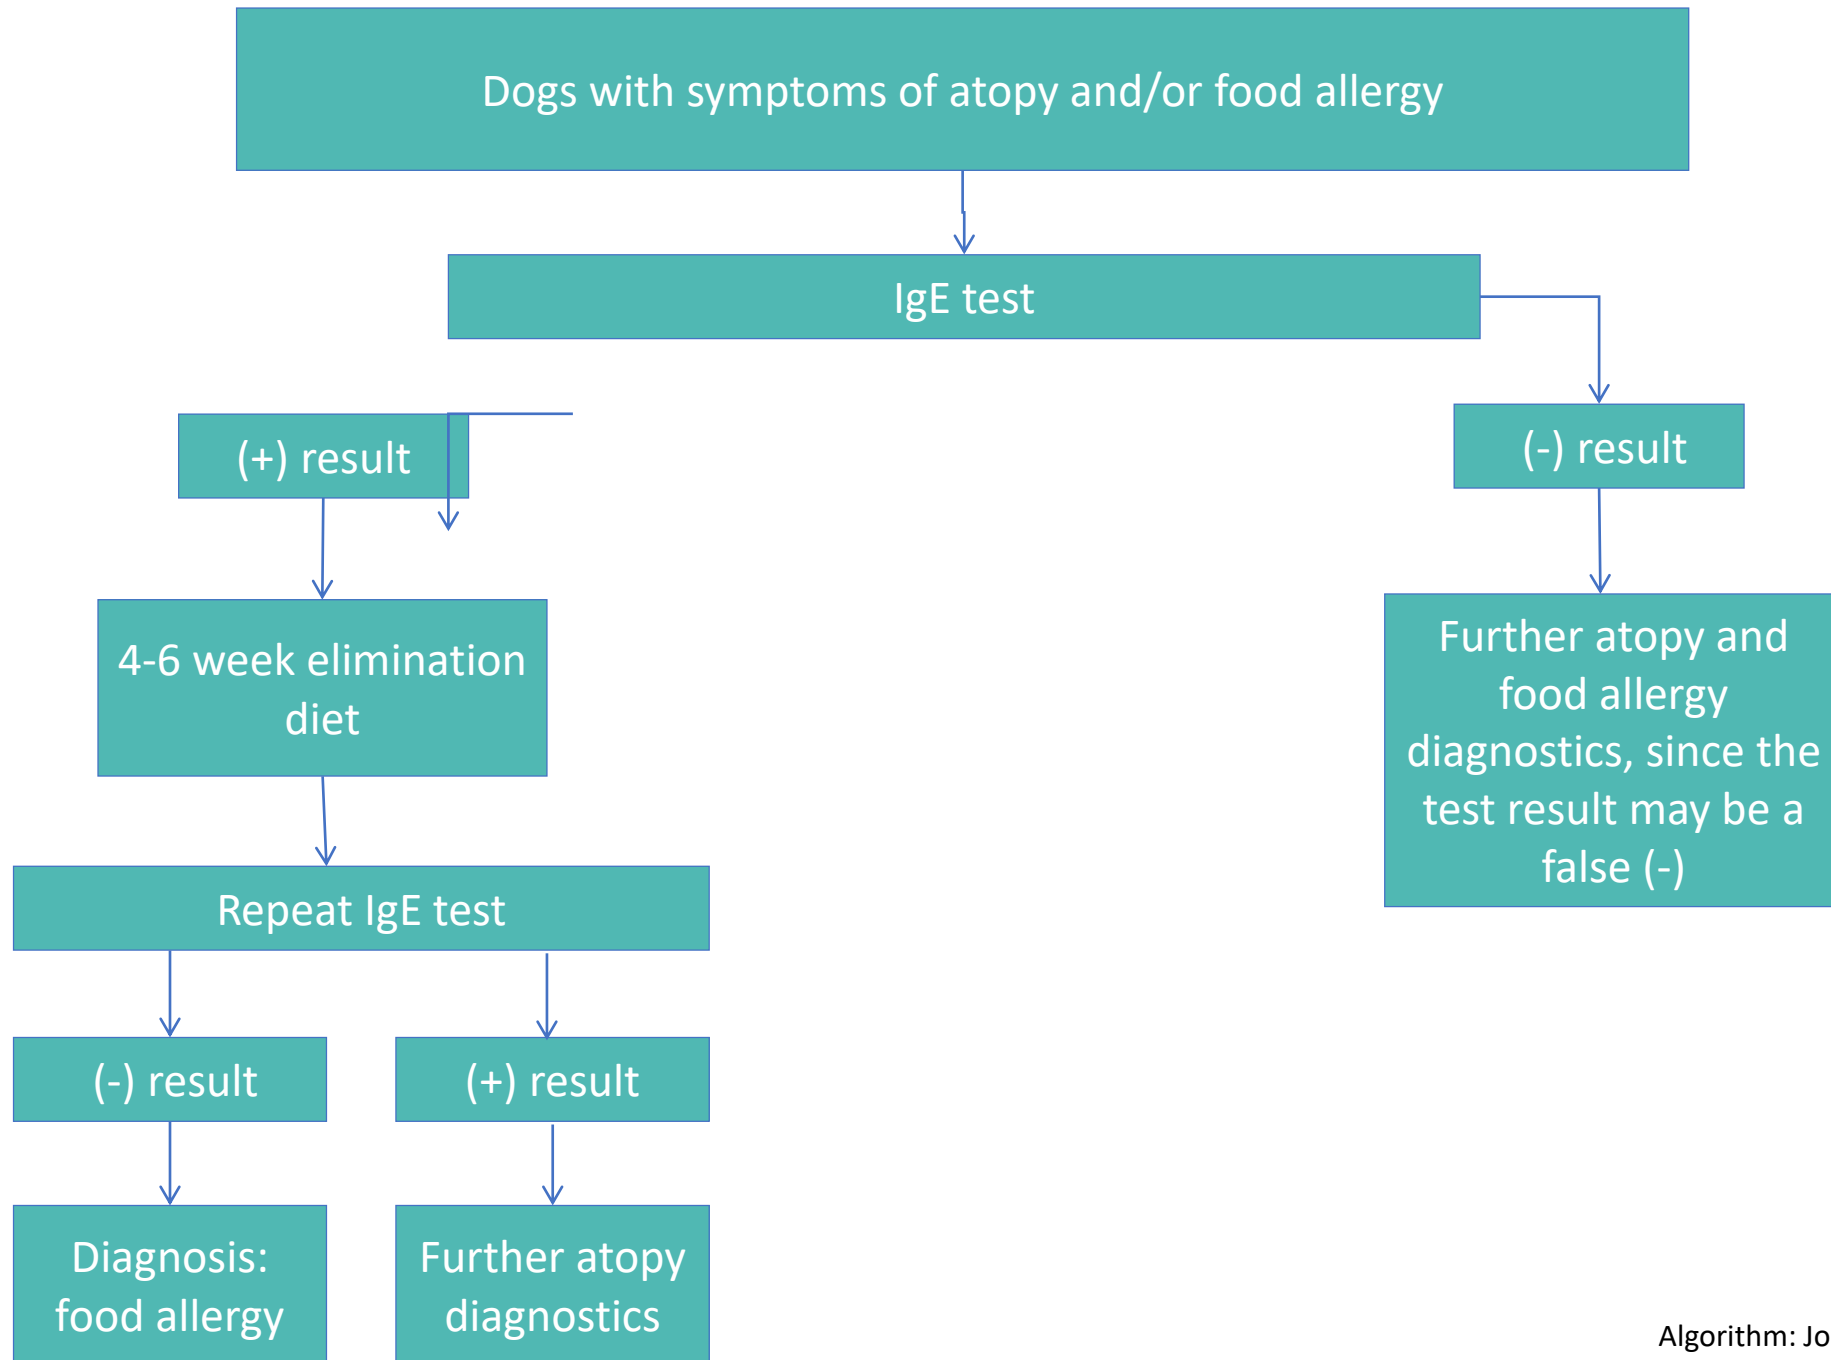 Dogs with symptoms of atopy and/or food allergy
IgE test
(+) result
(-) result
4-6 week elimination
diet
Further atopy and
food allergy
diagnostics, since the
test result may be a
false (-)
Repeat IgE test
(-) result
(+) result
Diagnosis:
food allergy
Further atopy
diagnostics
Algorithm: Jo